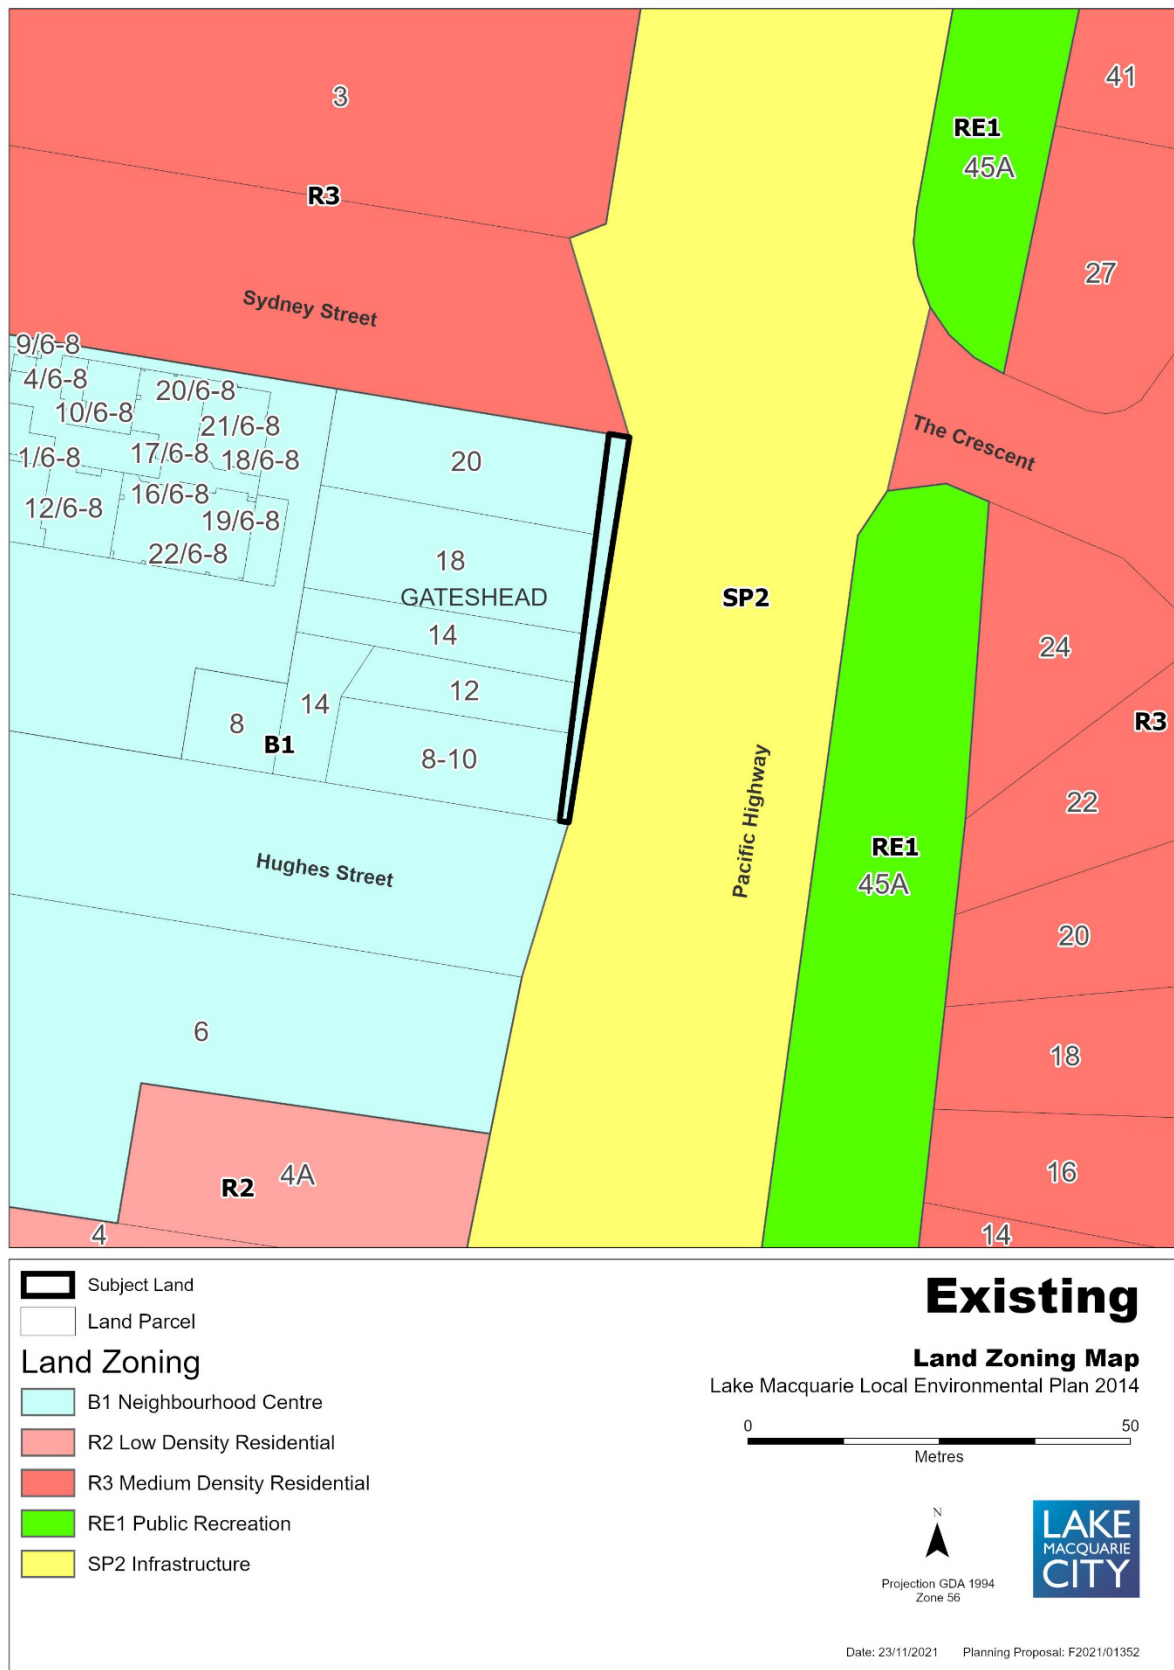 3
41
RE1
45A
R3
27
Sydney Street
9/6-8
4/6-8
20/6-8
10/6-8
21/6-8
The Crescent
1/6-8
17/6-8
18/6-8
20
16/6-8
12/6-8
19/6-8
22/6-8
18
GATESHEAD
SP2
14
24
12
14
8
R3
B1
8-10
22
Pacific Highway
RE1
45A
Hughes Street
20
6
18
4A
R2
16
4
14
Subject Land
Land Parcel
Land Zoning
B1 Neighbourhood Centre
R2 Low Density Residential
R3 Medium Density Residential
RE1 Public Recreation
SP2 Infrastructure
Existing
Land Zoning Map
Lake Macquarie Local Environmental Plan 2014
0 50
Metres
N
Projection GDA 1994
Zone 56
LAKE
MACQUARIE
CITY
Date: 23/11/2021 Planning Proposal: F2021/01352